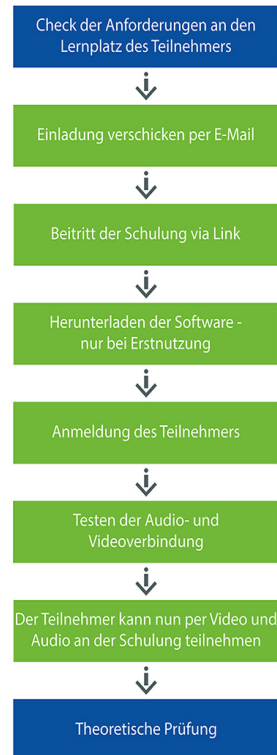 Check der Anforderungen an den
Lernplatz des Teilnehmers
Einladung verschicken per E-Mail
Beitritt der Schulung via Link
Herunterladen der Software -
nur bei Erstnutzung
Anmeldung des Teilnehmers
Testen der Audio- und
Videoverbindung
Der Teilnehmer kann nun per Video und
Audio an der Schulung teilnehmen
Theoretische Prüfung